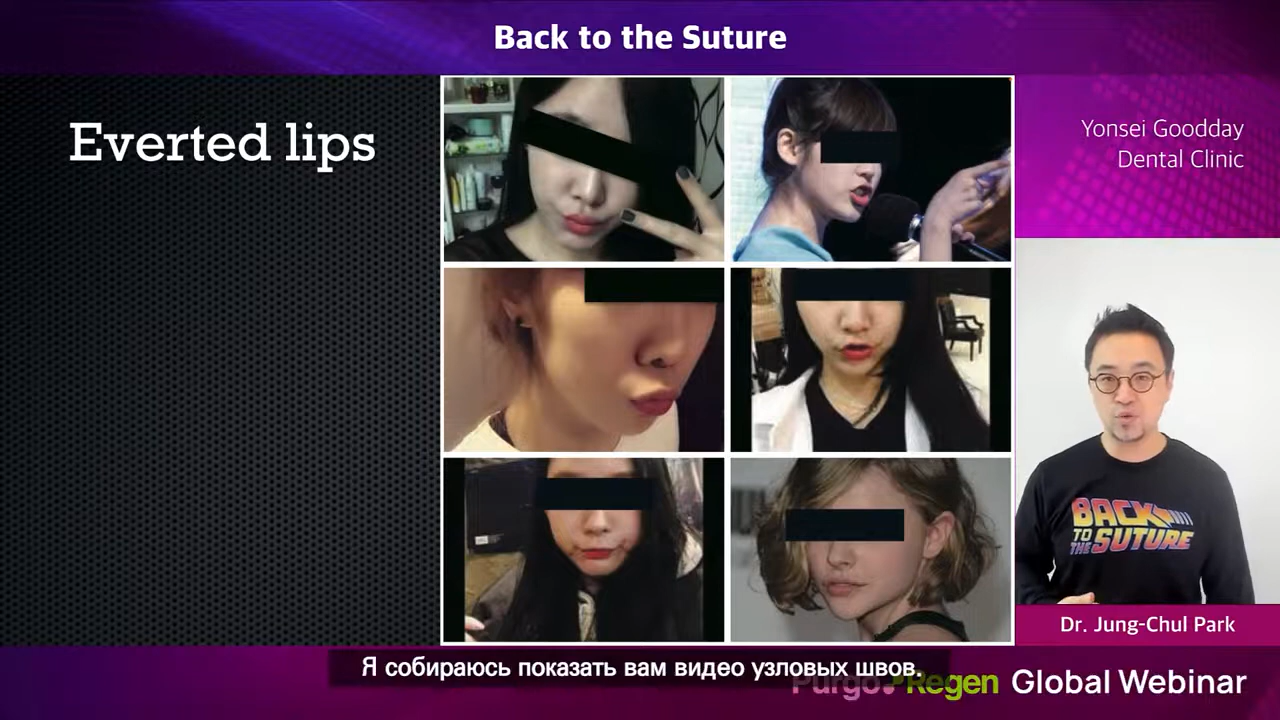 Back to the Suture
Everted lips
Yonsei Goodday
Dental Clinic
BACK
TO THE SUTURE
Dr. Jung-Chul Park
Я собираюсь показать вам видео узловых швов.
Purgo Regen Global Webinar